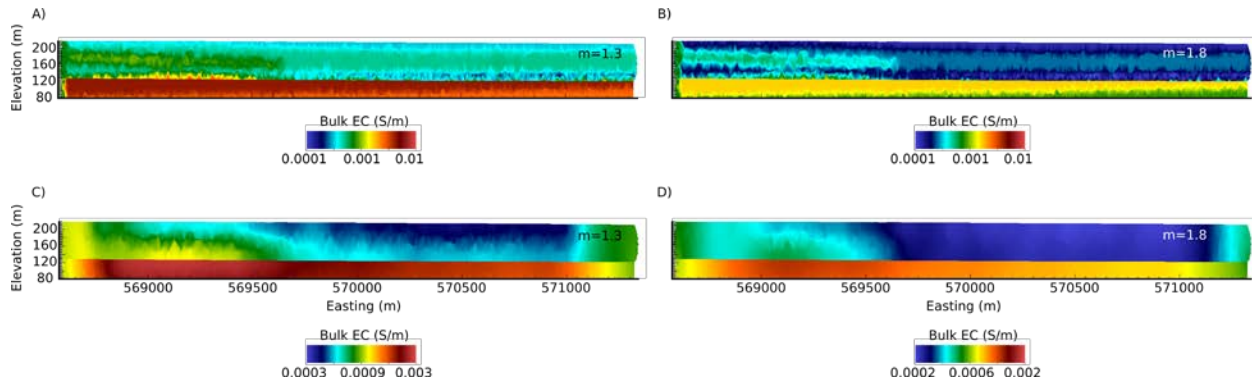 A)
B)
Elevation (m)
200
160
120
80
m=1.3
m=1.8
Bulk EC (S/m)
0.0001 0.001 0.01
Bulk EC (S/m)
0.0001 0.001 0.01
C)
D)
Elevation (m)
200
160
120
80
m=1.3
m=1.8
569000 569500 570000 570500 571000
569000 569500 570000 570500 571000
Easting (m)
Easting (m)
Bulk EC (S/m)
0.0003 0.0009 0.003
Bulk EC (S/m)
0.0002 0.0006 0.002